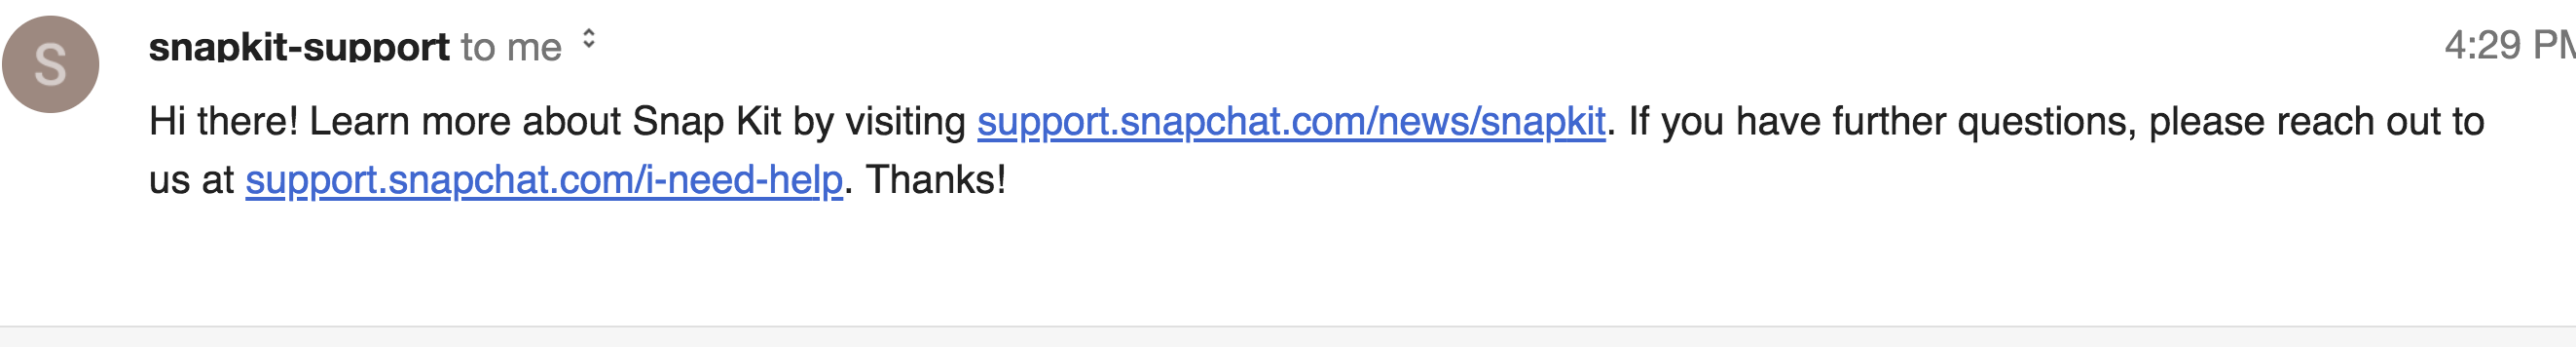 S
snapkit-support to me
4:29 PM
Hi there! Learn more about Snap Kit by visiting support.snapchat.com/news/snapkit. If you have further questions, please reach out to
us at support.snapchat.com/i-need-help. Thanks!